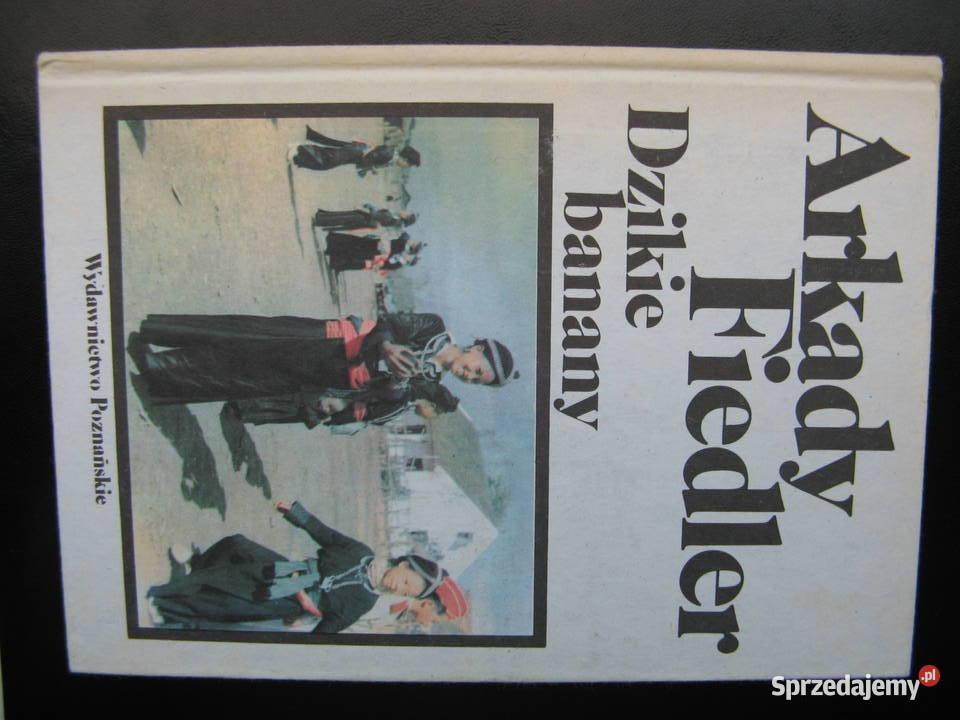 Arkady
Fiedler
Dzikie
banany
Wydawnictwo Poznańskie
Sprzedajemy.pl